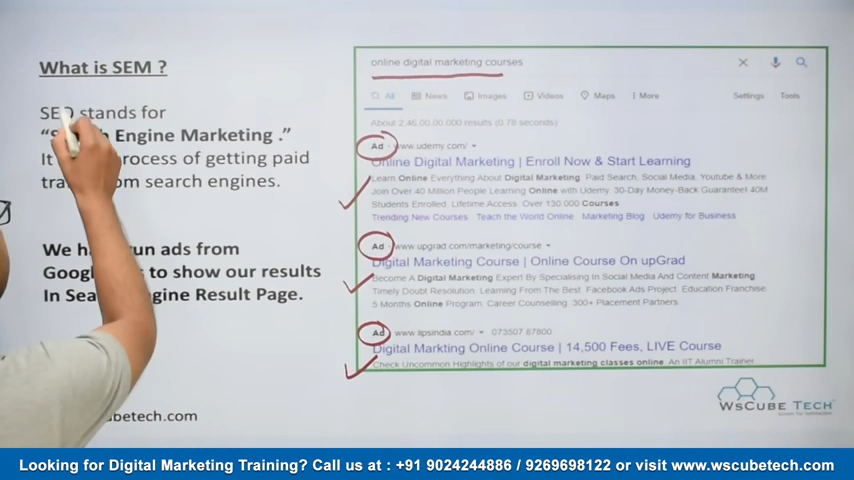 What is SEM ?
SEO stands for
Engine Marketing ."
It process of getting paid
from search engines.
We run ads from
to show our results
In Engine Result Page.
online digital marketing courses
All News Images Videos Maps More Settings Tools
About 2,46,00,00,000 results (0.78 seconds)
Ad · www.udemy.com/
Online Digital Marketing | Enroll Now & Start Learning
Learn Online Everything About Digital Marketing. Paid Search, Social Media, Youtube & More.
Join Over 40 Million People Learning Online with Udemy. 30-Day Money-Back Guarantee! 40M
Students Enrolled. Lifetime Access. Over 130,000 Courses
Trending New Courses Teach the World Online Marketing Blog Udemy for Business
Ad · www.upgrad.com/marketing/course
Digital Marketing Course | Online Course On upGrad
Become A Digital Marketing Expert By Specialising In Social Media And Content Marketing
Timely Doubt Resolution. Learning From The Best. Facebook Ads Project. Education Franchise.
5 Months Online Program. Career Counselling. 300+ Placement Partners.
Ad · www.iipsindia.com/ 073507 87800
Digital Markting Online Course | 14,500 Fees, LIVE Course
Check Uncommon Highlights of our digital marketing classes online. An IIT Alumni Trainer.
WsCube Tech
ubetech.com
Looking for Digital Marketing Training? Call us at : +91 9024244886 / 9269698122 or visit www.wscubetech.com